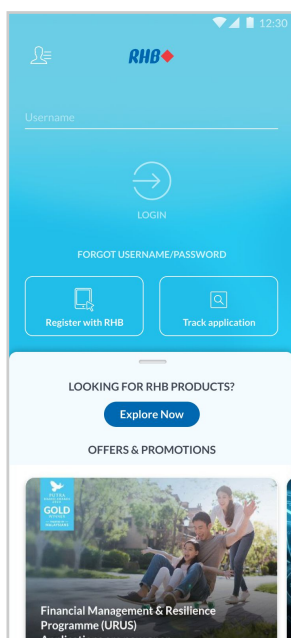 12:30
RHB
Username
LOGIN
FORGOT USERNAME/PASSWORD
Register with RHB
Track application
LOOKING FOR RHB PRODUCTS?
Explore Now
OFFERS & PROMOTIONS
PUTRA
GOLD
Financial Management & Resilience
Programme (URUS)